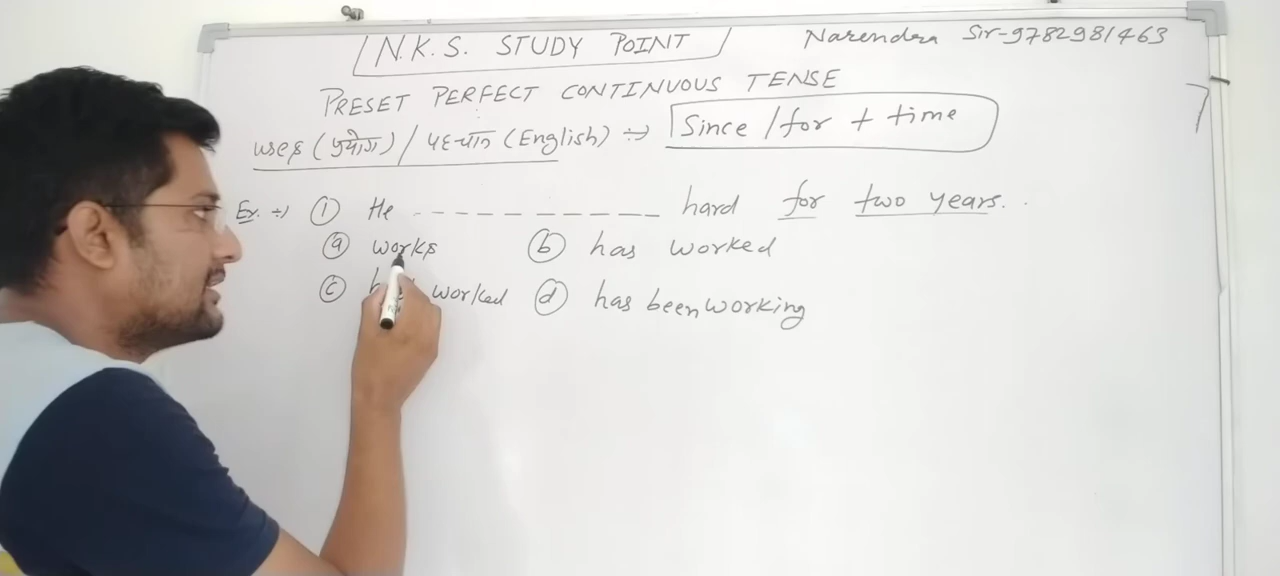 N.K.S. STUDY POINT
Narendra Sir-9782981463
PRESET PERFECT CONTINUOUS TENSE
(प्रयोग) / पहचान (English) ⇒ Since / for + time
Ex. ⇒ ① He ---------- hard for two years.
ⓐ works ⓑ has worked
ⓒ worked ⓓ has been working